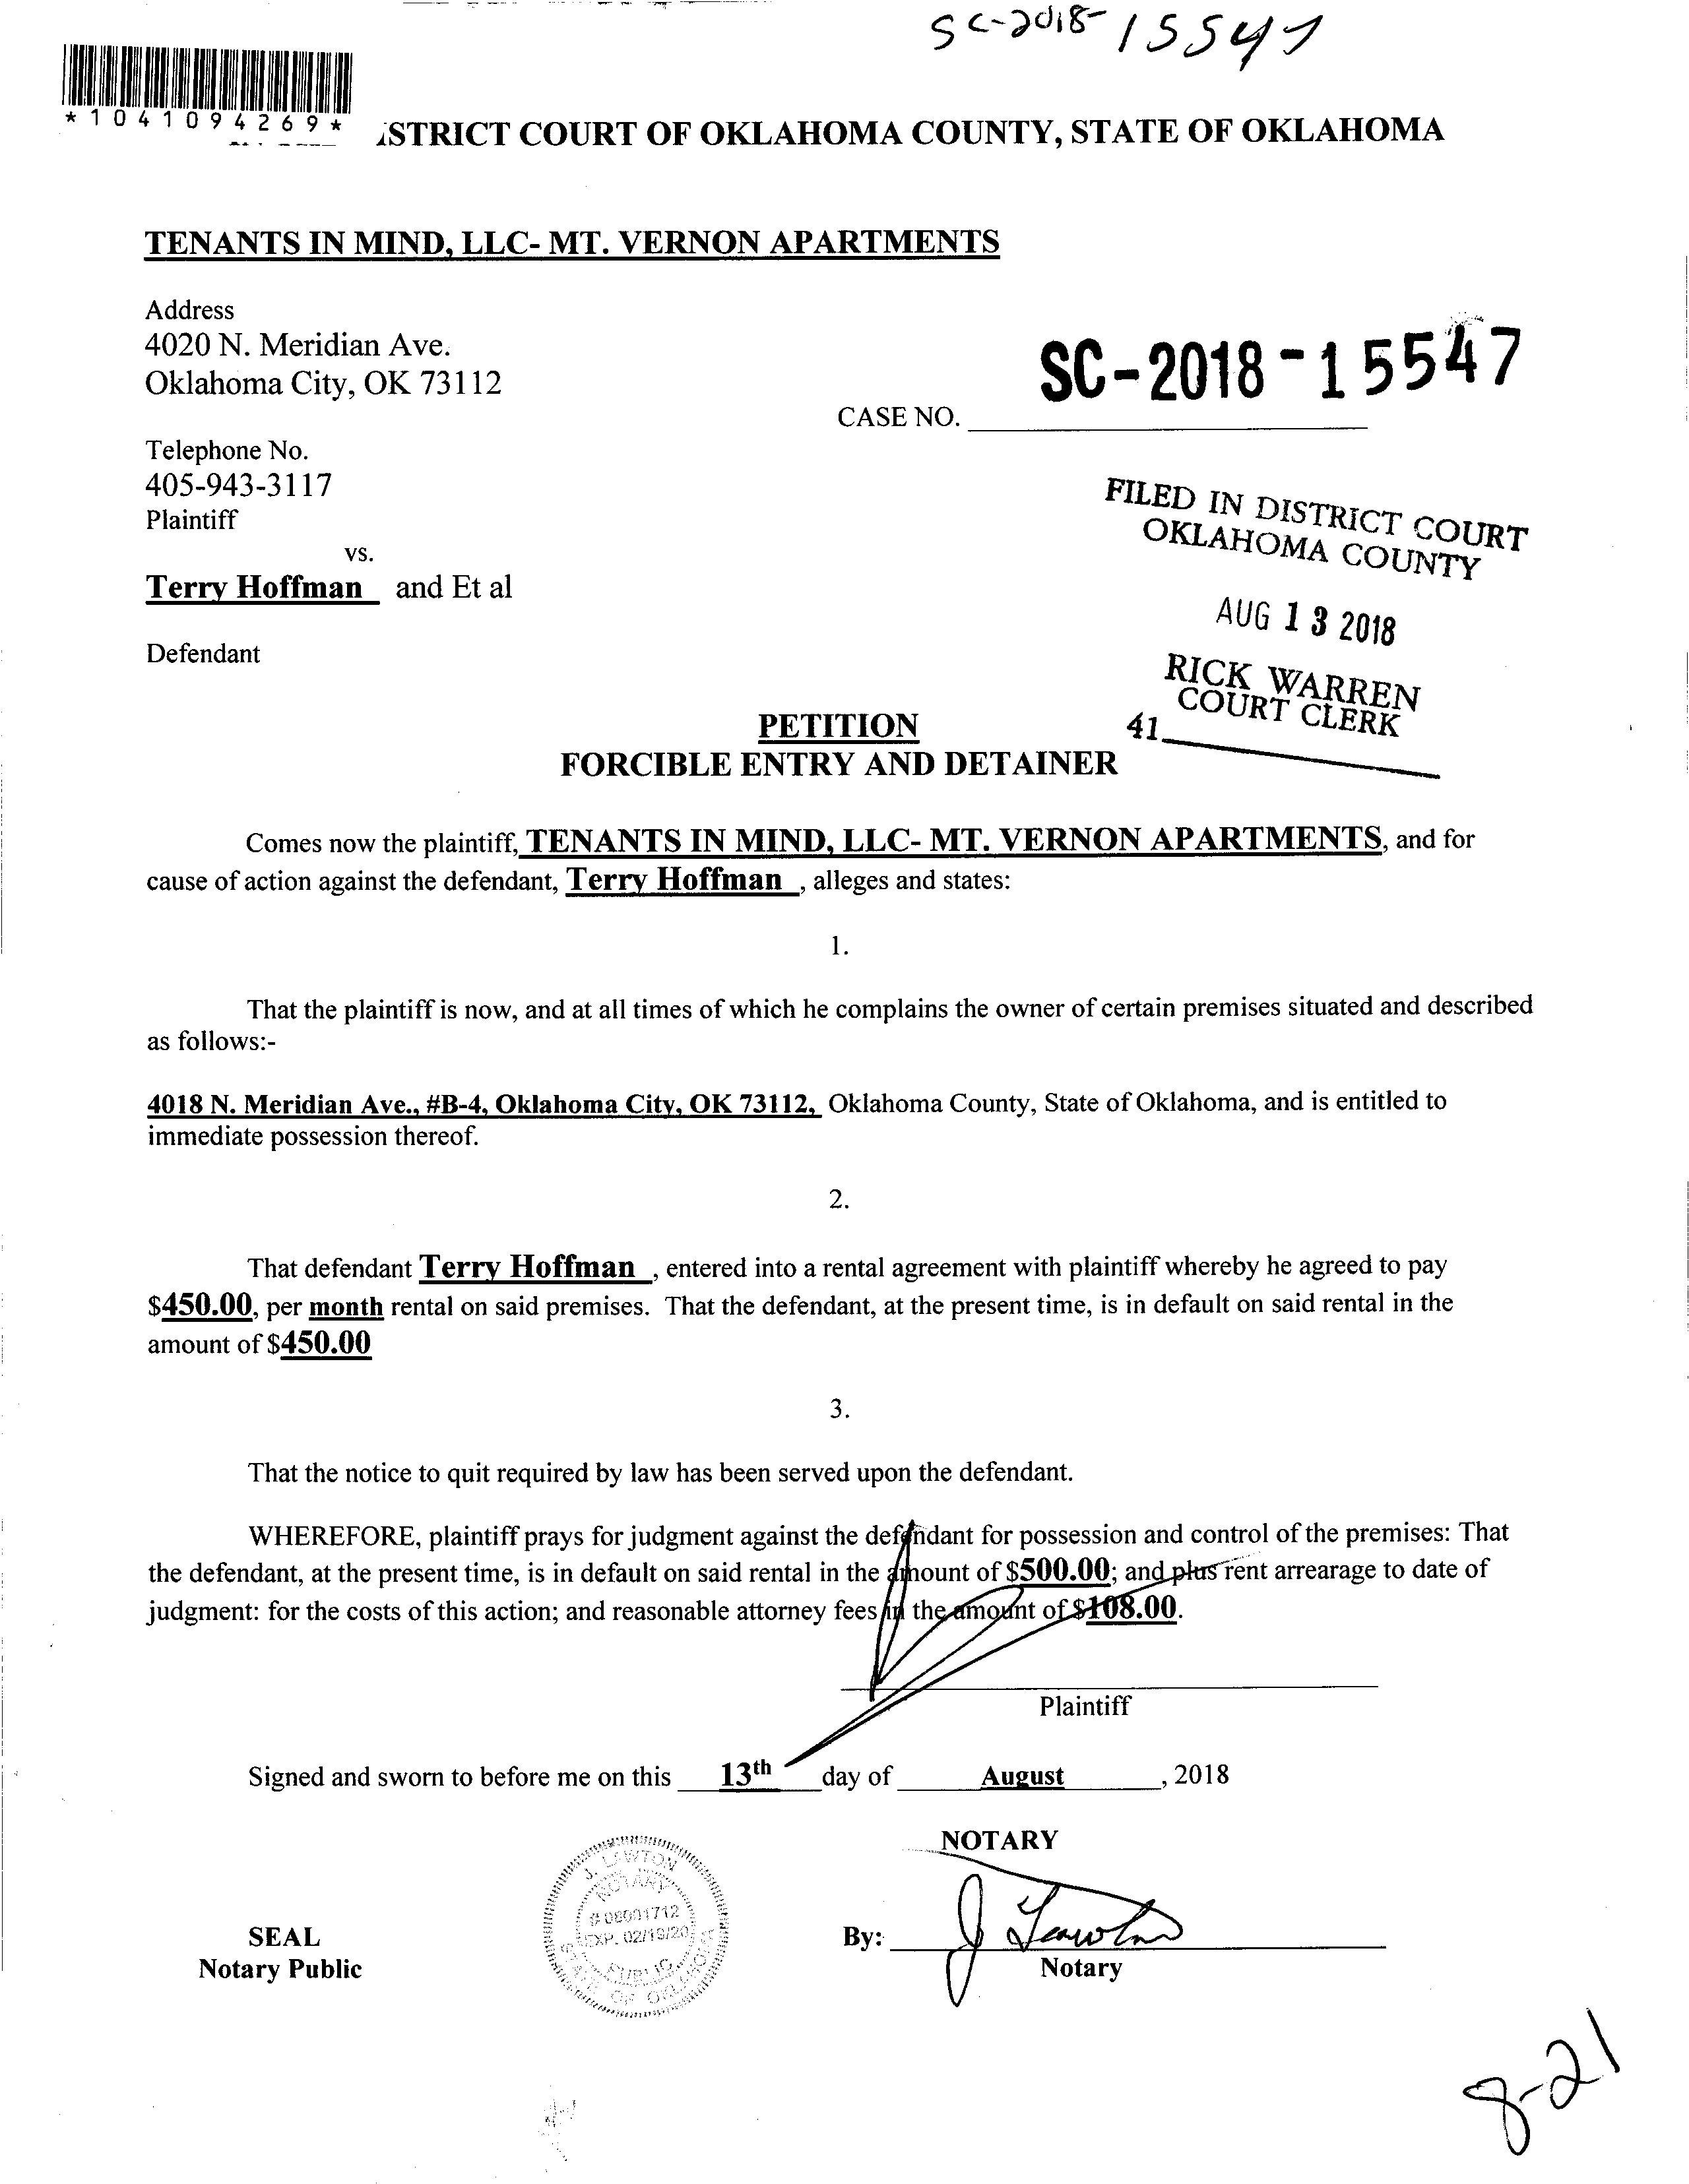 SC-2018-15547
*1041094269*
STRICT COURT OF OKLAHOMA COUNTY, STATE OF OKLAHOMA
TENANTS IN MIND, LLC- MT. VERNON APARTMENTS
Address
4020 N. Meridian Ave.
Oklahoma City, OK 73112
SC-2018-15547
CASE NO.
Telephone No.
405-943-3117
Plaintiff
vs.
Terry Hoffman and Et al
Defendant
FILED IN DISTRICT COURT
OKLAHOMA COUNTY
AUG 13 2018
RICK WARREN
COURT CLERK
41
PETITION
FORCIBLE ENTRY AND DETAINER
Comes now the plaintiff, TENANTS IN MIND, LLC- MT. VERNON APARTMENTS, and for
cause of action against the defendant, Terry Hoffman , alleges and states:
1.
That the plaintiff is now, and at all times of which he complains the owner of certain premises situated and described
as follows:-
4018 N. Meridian Ave., #B-4, Oklahoma City, OK 73112, Oklahoma County, State of Oklahoma, and is entitled to
immediate possession thereof.
2.
That defendant Terry Hoffman , entered into a rental agreement with plaintiff whereby he agreed to pay
$450.00, per month rental on said premises. That the defendant, at the present time, is in default on said rental in the
amount of $450.00
3.
That the notice to quit required by law has been served upon the defendant.
WHEREFORE, plaintiff prays for judgment against the defendant for possession and control of the premises: That
the defendant, at the present time, is in default on said rental in the amount of $500.00; and plus rent arrearage to date of
judgment: for the costs of this action; and reasonable attorney fees in the amount of $108.00.
Plaintiff
Signed and sworn to before me on this 13th day of August , 2018
NOTARY
J. LAWTON
NOTARY
# 08001712
EXP. 02/19/20
PUBLIC
STATE OF OKLAHOMA
SEAL
Notary Public
By: J Lawton
Notary
8-21